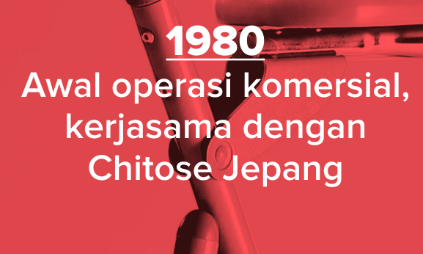 1980
Awal operasi komersial,
kerjasama dengan
Chitose Jepang